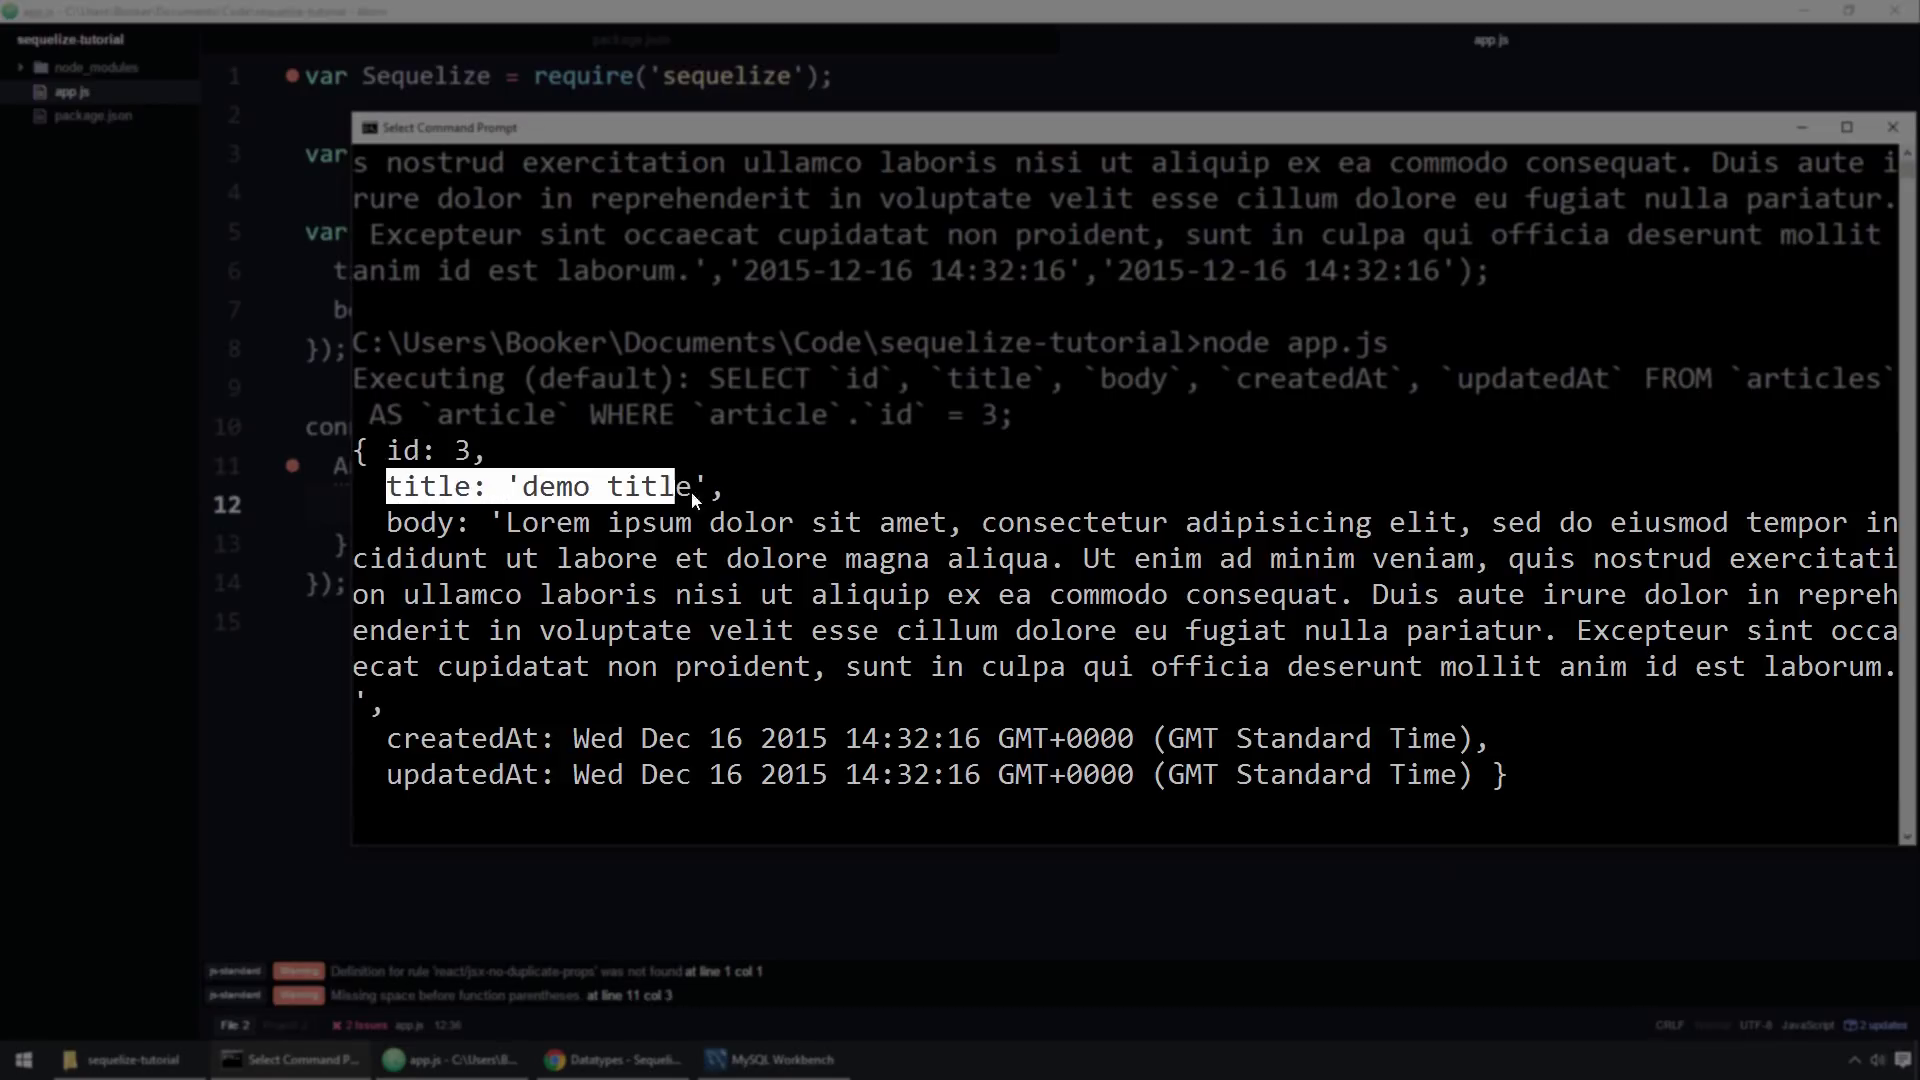 app.js - C:\Users\Booker\Documents\Code\sequelize-tutorial - Atom
sequelize-tutorial
package.json
app.js
node_modules
app.js
package.json
1 var Sequelize = require('sequelize');
2
3 var
4
5 var
6 t
7 bo
8 });
9
10 con
11 A
12
13 }
14 });
15
Select Command Prompt
s nostrud exercitation ullamco laboris nisi ut aliquip ex ea commodo consequat. Duis aute i
rure dolor in reprehenderit in voluptate velit esse cillum dolore eu fugiat nulla pariatur.
Excepteur sint occaecat cupidatat non proident, sunt in culpa qui officia deserunt mollit
anim id est laborum.','2015-12-16 14:32:16','2015-12-16 14:32:16');
C:\Users\Booker\Documents\Code\sequelize-tutorial>node app.js
Executing (default): SELECT `id`, `title`, `body`, `createdAt`, `updatedAt` FROM `articles`
AS `article` WHERE `article`.`id` = 3;
{ id: 3,
title: 'demo title',
body: 'Lorem ipsum dolor sit amet, consectetur adipisicing elit, sed do eiusmod tempor in
cididunt ut labore et dolore magna aliqua. Ut enim ad minim veniam, quis nostrud exercitati
on ullamco laboris nisi ut aliquip ex ea commodo consequat. Duis aute irure dolor in repreh
enderit in voluptate velit esse cillum dolore eu fugiat nulla pariatur. Excepteur sint occa
ecat cupidatat non proident, sunt in culpa qui officia deserunt mollit anim id est laborum.
',
createdAt: Wed Dec 16 2015 14:32:16 GMT+0000 (GMT Standard Time),
updatedAt: Wed Dec 16 2015 14:32:16 GMT+0000 (GMT Standard Time) }
js-standard Warning Definition for rule 'react/jsx-no-duplicate-props' was not found at line 1 col 1
js-standard Warning Missing space before function parentheses. at line 11 col 3
File 2 2 Issues app.js 12:36 CRLF UTF-8 JavaScript 2 updates
sequelize-tutorial Select Command P... app.js - C:\Users\B... Datatypes - Sequeli... MySQL Workbench